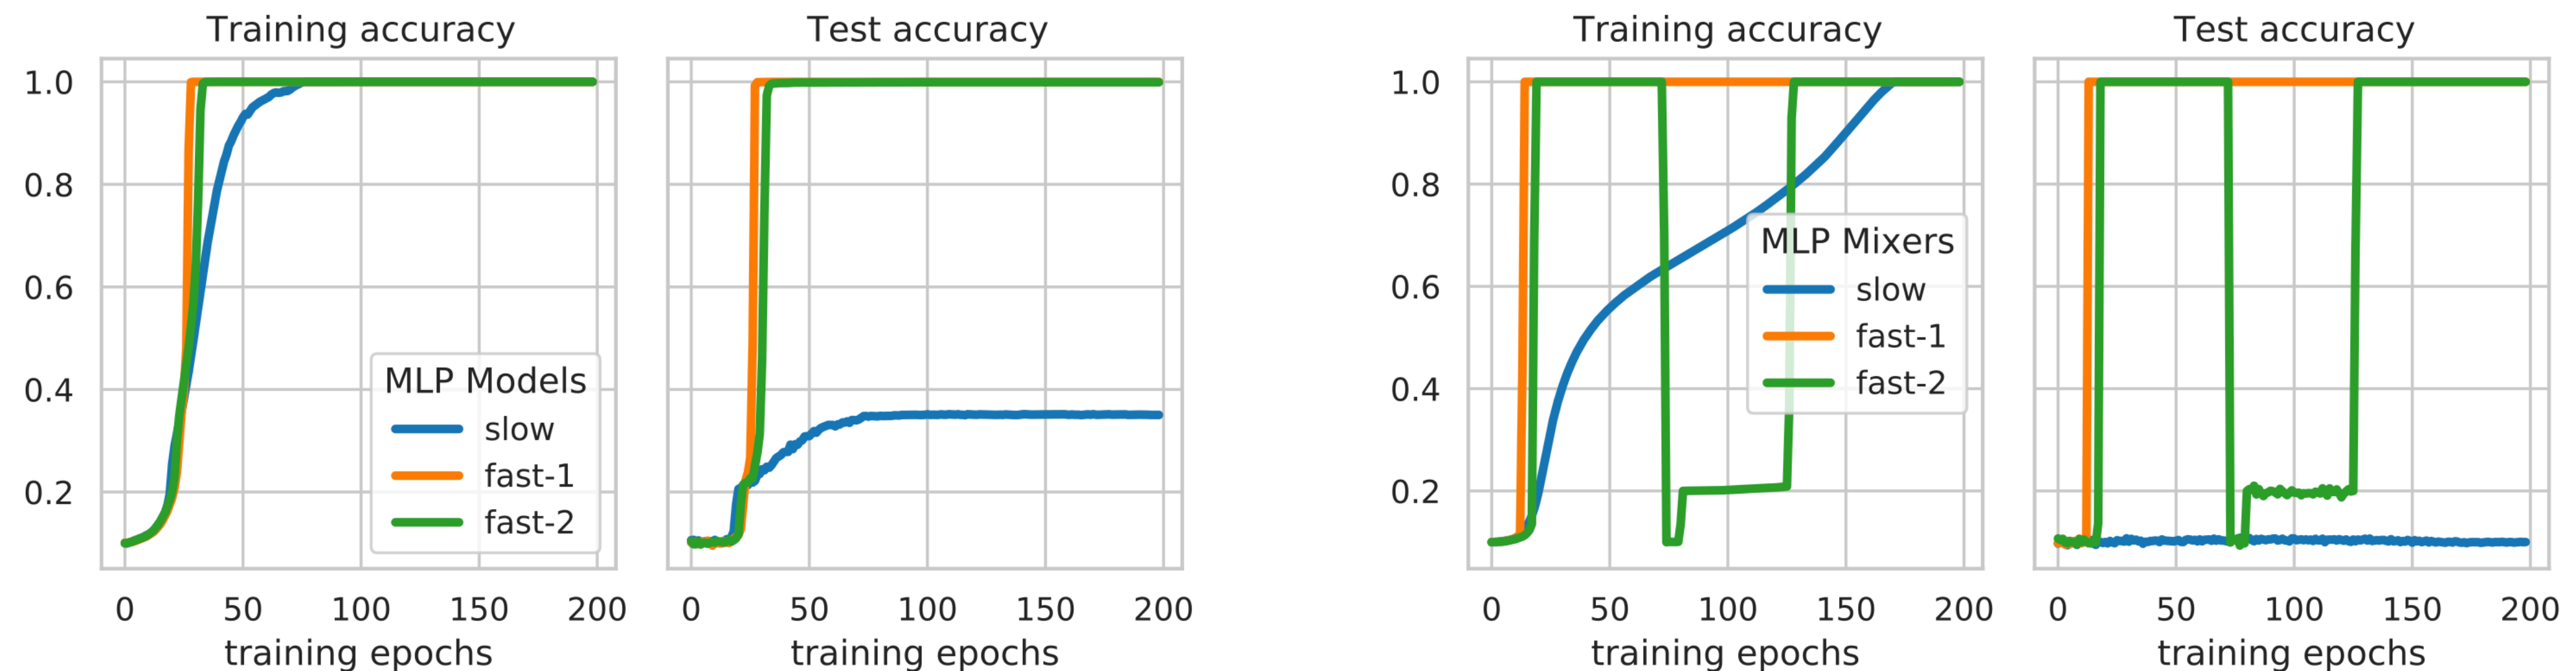 Training accuracy
1.0
0.8
0.6
0.4
0.2
MLP Models
slow
fast-1
fast-2
0 50 100 150 200
training epochs
Test accuracy
0 50 100 150 200
training epochs
Training accuracy
1.0
0.8
0.6
0.4
0.2
MLP Mixers
slow
fast-1
fast-2
0 50 100 150 200
training epochs
Test accuracy
0 50 100 150 200
training epochs